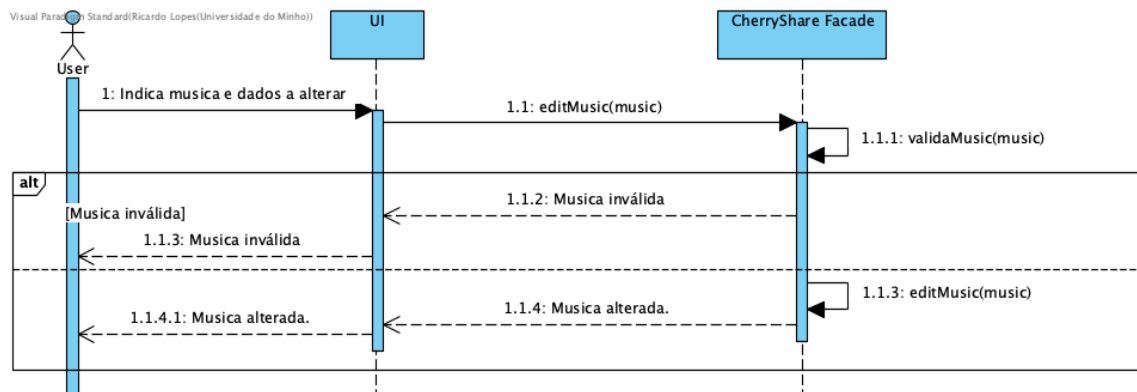 Visual Paradigm Standard(Ricardo Lopes(Universidade do Minho))
UI
CherryShare Facade
User
1: Indica musica e dados a alterar
1.1: editMusic(music)
1.1.1: validaMusic(music)
alt
1.1.2: Musica inválida
[Musica inválida]
1.1.3: Musica inválida
1.1.3: editMusic(music)
1.1.4: Musica alterada.
1.1.4.1: Musica alterada.